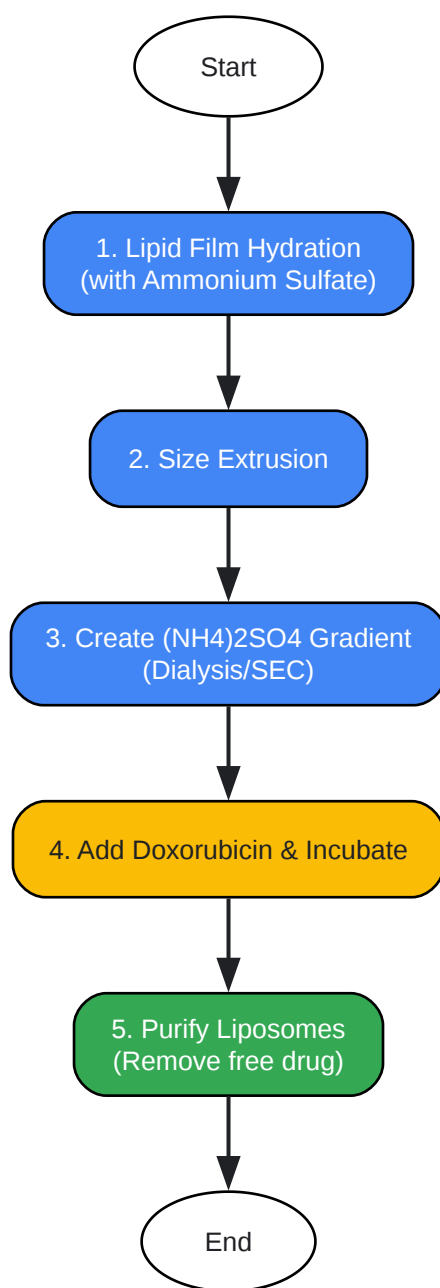 Start
1. Lipid Film Hydration
(with Ammonium Sulfate)
2. Size Extrusion
3. Create (NH4)2SO4 Gradient
(Dialysis/SEC)
4. Add Doxorubicin & Incubate
5. Purify Liposomes
(Remove free drug)
End